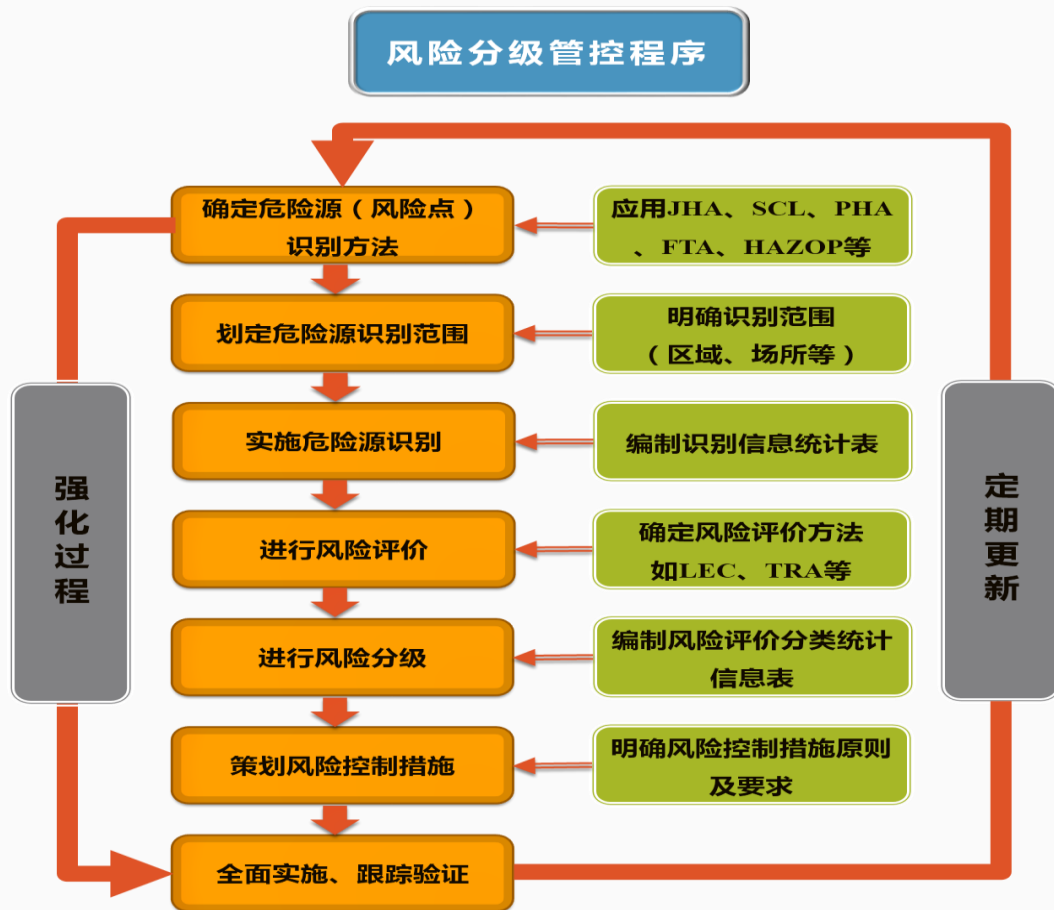 风险分级管控程序
确定危险源（风险点）
识别方法
应用JHA、SCL、PHA
、FTA、HAZOP等
划定危险源识别范围
明确识别范围
（区域、场所等）
实施危险源识别
编制识别信息统计表
进行风险评价
确定风险评价方法
如LEC、TRA等
进行风险分级
编制风险评价分类统计
信息表
策划风险控制措施
明确风险控制措施原则
及要求
全面实施、跟踪验证
强化过程
定期更新